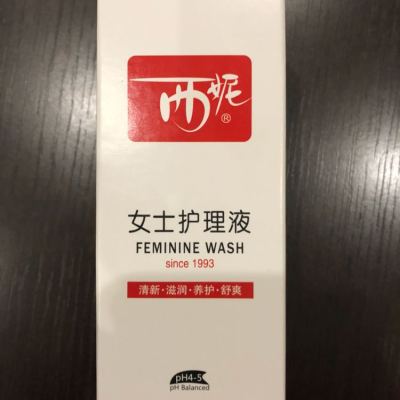 西妮®
女士护理液
FEMININE WASH
since 1993
清新·滋润·养护·舒爽
pH4-5
pH Balanced